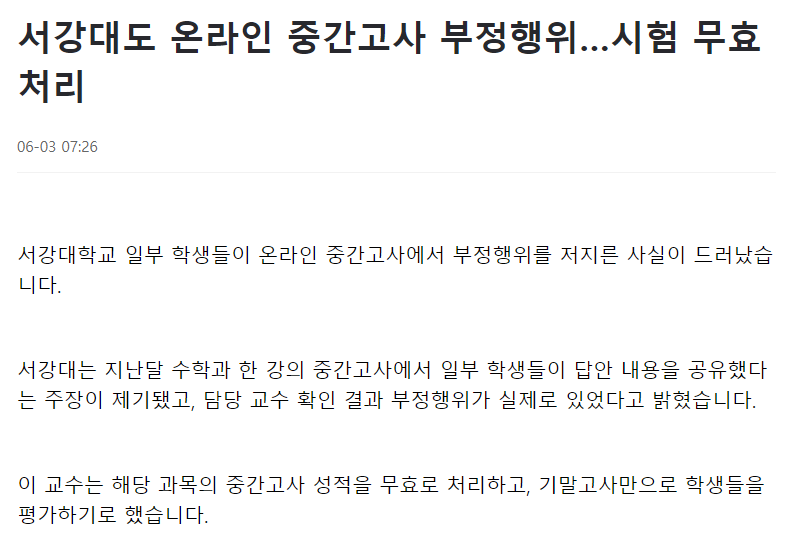 서강대도 온라인 중간고사 부정행위…시험 무효
처리
06-03 07:26
서강대학교 일부 학생들이 온라인 중간고사에서 부정행위를 저지른 사실이 드러났습
니다.
서강대는 지난달 수학과 한 강의 중간고사에서 일부 학생들이 답안 내용을 공유했다
는 주장이 제기됐고, 담당 교수 확인 결과 부정행위가 실제로 있었다고 밝혔습니다.
이 교수는 해당 과목의 중간고사 성적을 무효로 처리하고, 기말고사만으로 학생들을
평가하기로 했습니다.